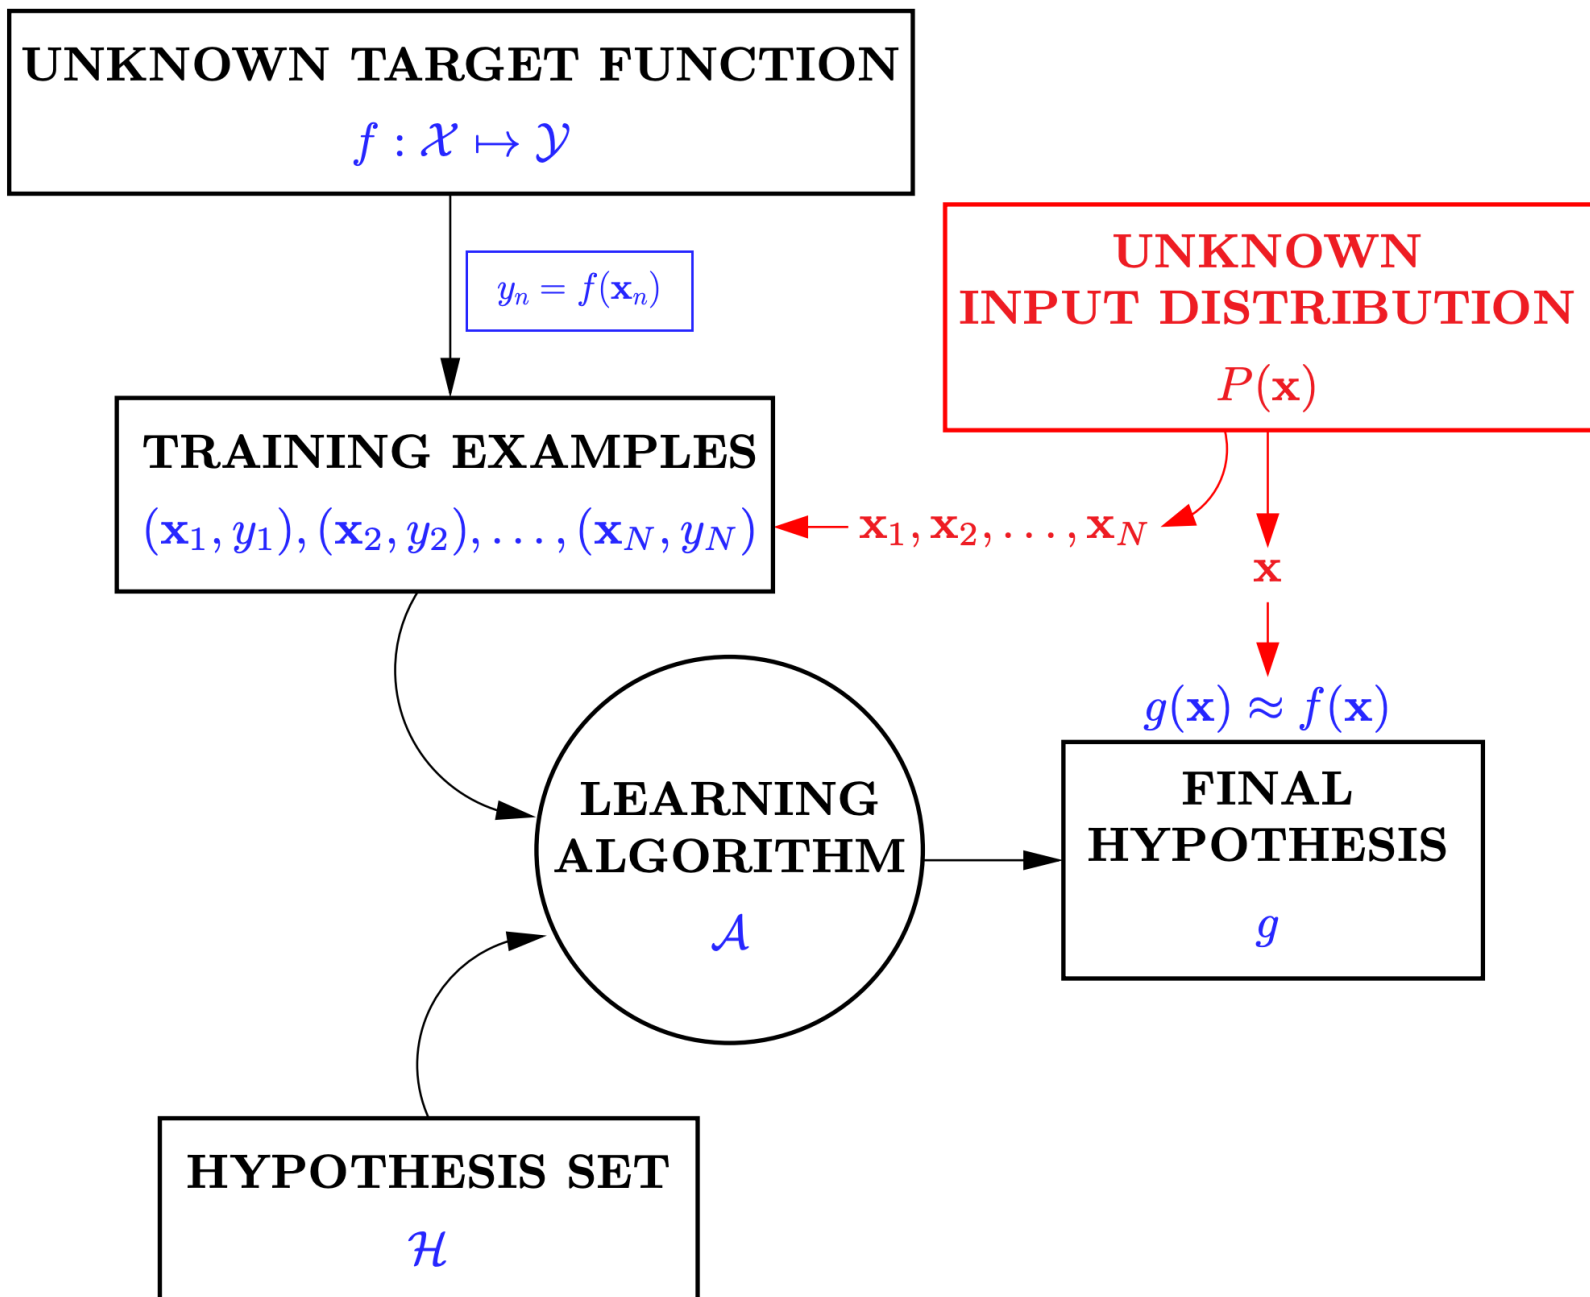 UNKNOWN TARGET FUNCTION
f : 𝒳 ↦ 𝒴
yₙ = f(𝐱ₙ)
UNKNOWN
INPUT DISTRIBUTION
P(𝐱)
TRAINING EXAMPLES
(𝐱₁, y₁), (𝐱₂, y₂), . . . , (𝐱_N, y_N)
𝐱₁, 𝐱₂, . . . , 𝐱_N
𝐱
g(𝐱) ≈ f(𝐱)
LEARNING
ALGORITHM
𝒜
FINAL
HYPOTHESIS
g
HYPOTHESIS SET
ℋ